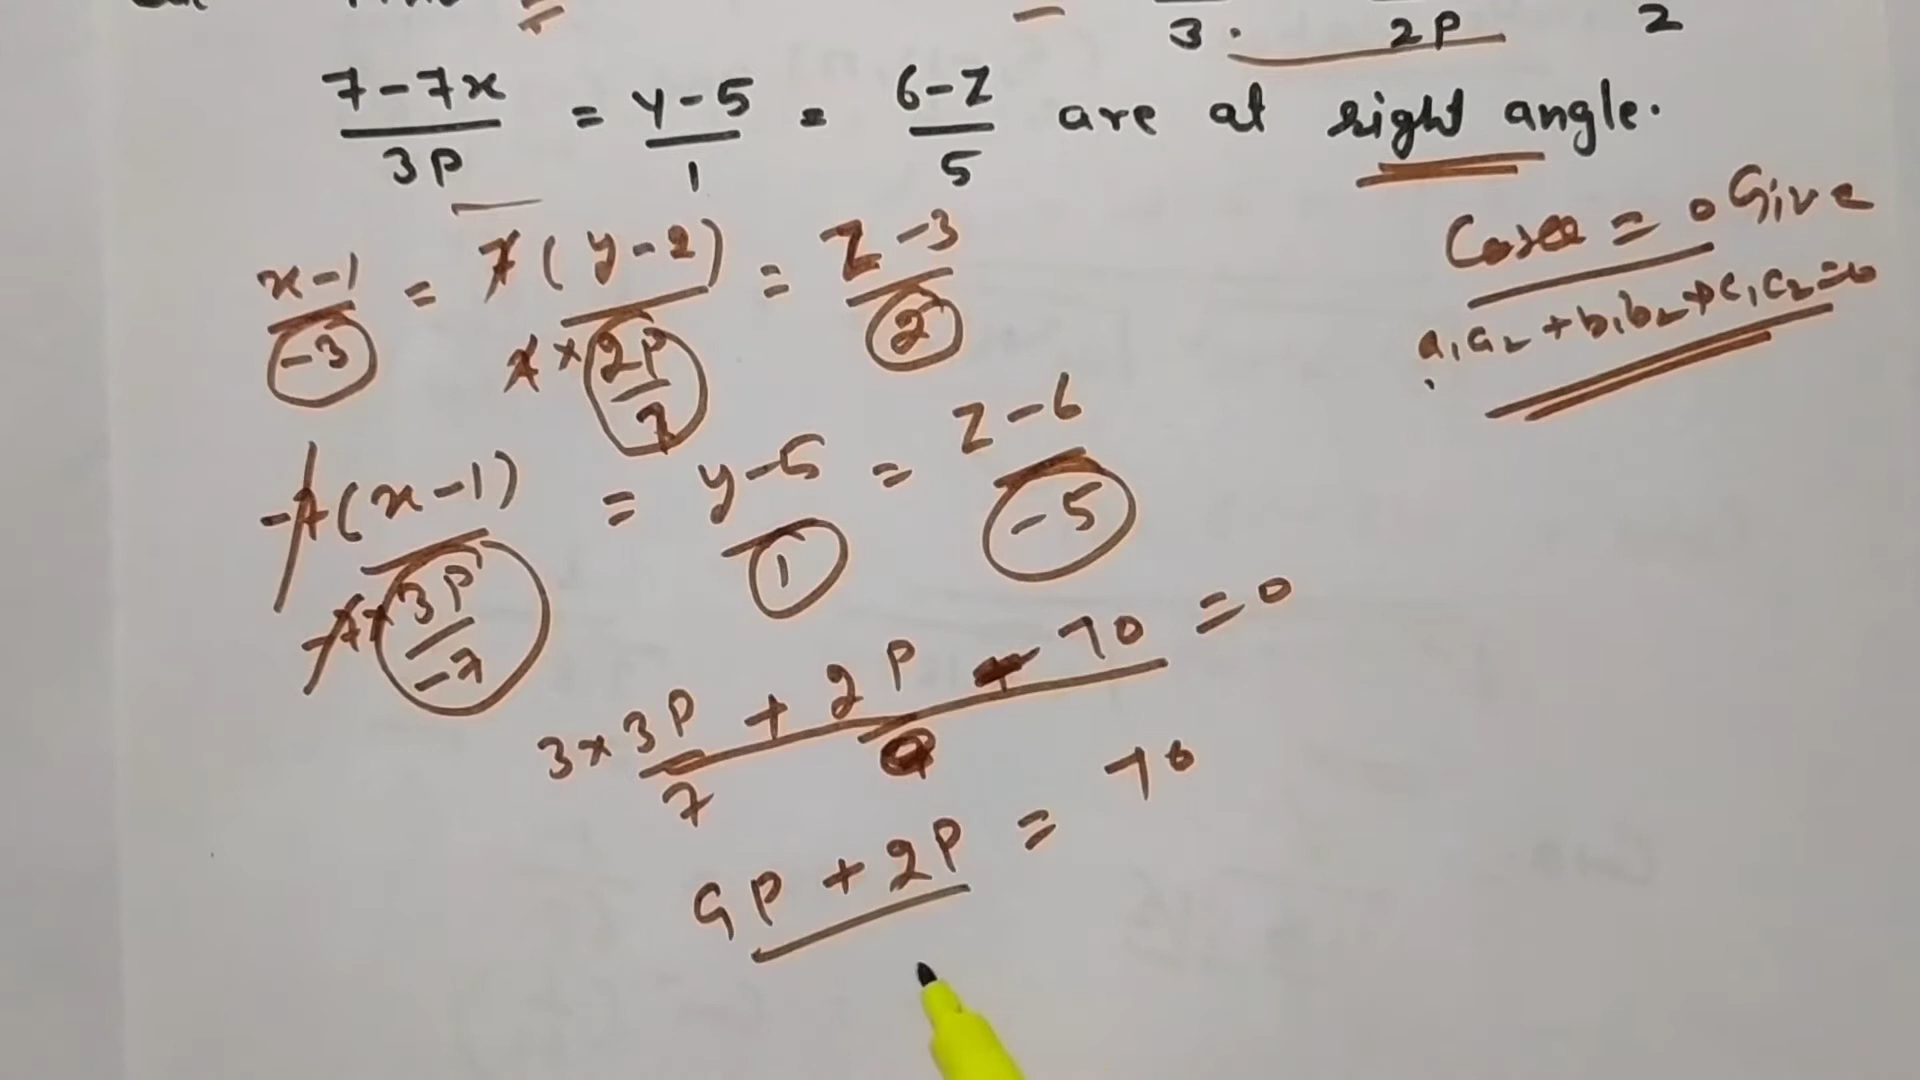 3. 2P 2
7-7x/3P = y-5/1 = 6-Z/5 are at right angle.
Cosθ = 0 Give
x-1/-3 = 7(y-2)/7×2P/7 = Z-3/2
a₁a₂+b₁b₂+c₁c₂=0
-7(x-1)/-7×3P/-7 = y-5/1 = Z-6/-5
3×3P+2P-70/7 = 0
9P+2P = 70